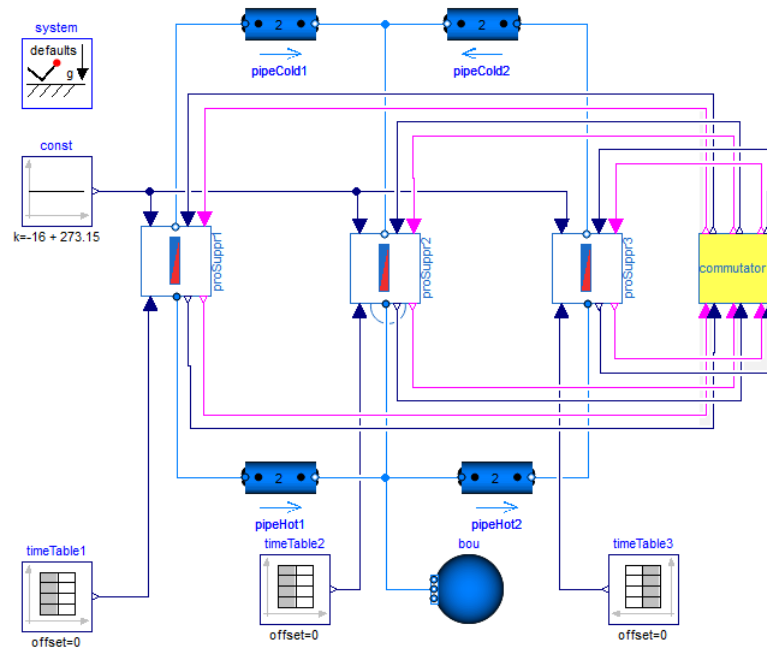 system
defaults
g
2
2
pipeCold1
pipeCold2
const
k=-16 + 273.15
proSuppr1
proSuppr2
proSuppr3
commutator
2
2
pipeHot1
pipeHot2
timeTable1
timeTable2
bou
timeTable3
offset=0
offset=0
offset=0